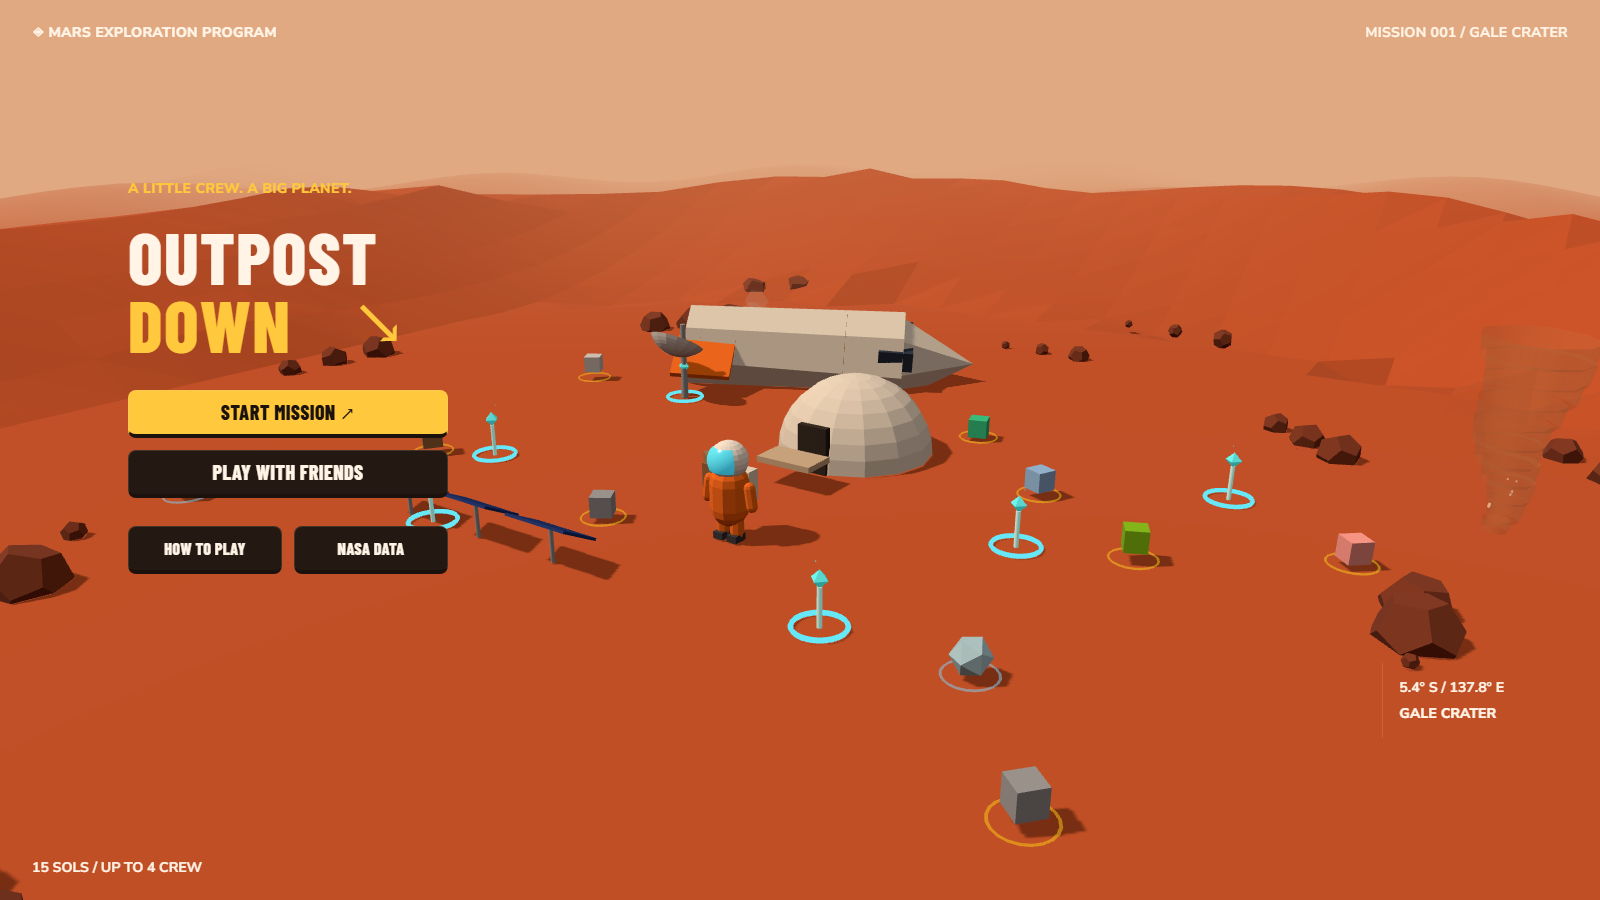 ◆ MARS EXPLORATION PROGRAM
MISSION 001 / GALE CRATER
A LITTLE CREW. A BIG PLANET.
OUTPOST
DOWN ↘
START MISSION ↗
PLAY WITH FRIENDS
HOW TO PLAY
NASA DATA
5.4° S / 137.8° E
GALE CRATER
15 SOLS / UP TO 4 CREW